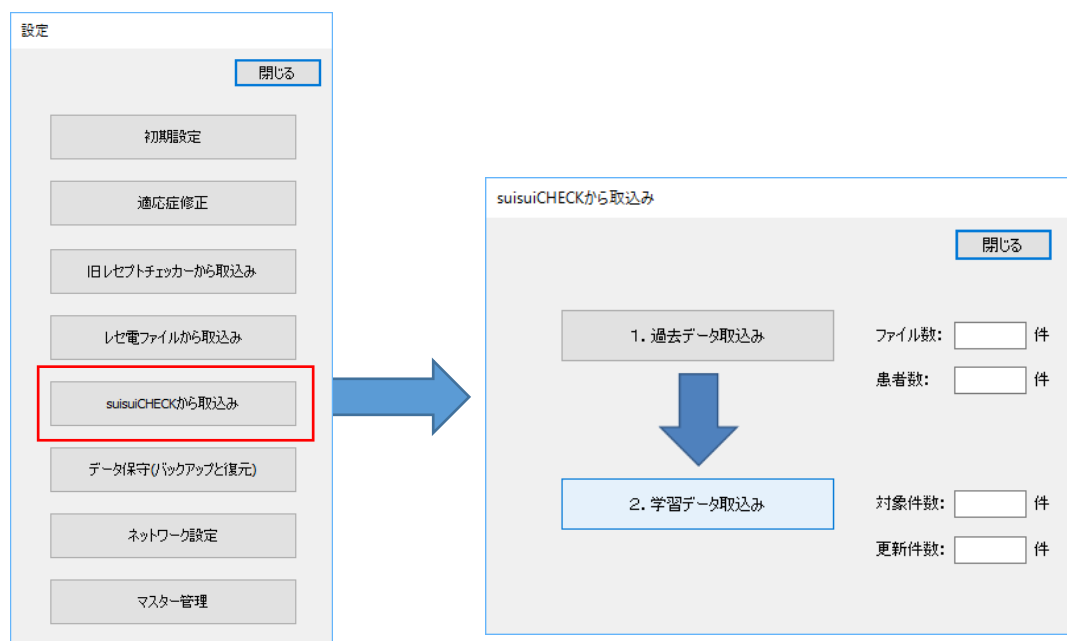 設定
閉じる
初期設定
適応症修正
旧レセプトチェッカーから取込み
レセ電ファイルから取込み
suisuiCHECKから取込み
データ保守(バックアップと復元)
ネットワーク設定
マスター管理
suisuiCHECKから取込み
閉じる
1. 過去データ取込み
ファイル数: 件
患者数: 件
2. 学習データ取込み
対象件数: 件
更新件数: 件